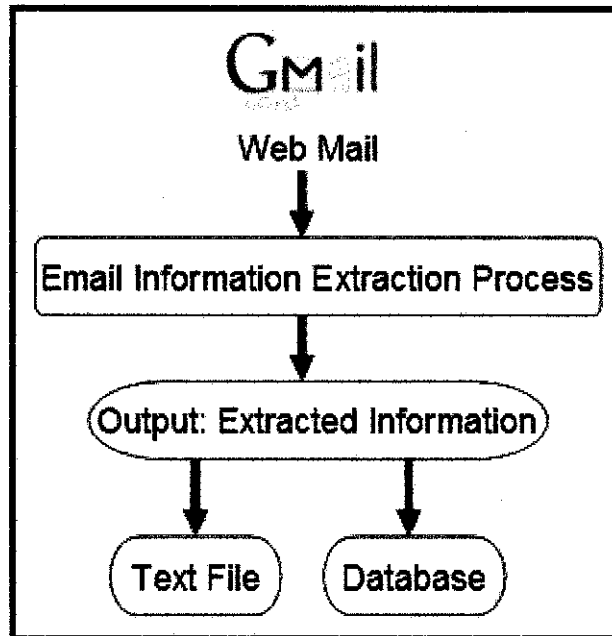 Gmail
Web Mail
Email Information Extraction Process
Output: Extracted Information
Text File Database